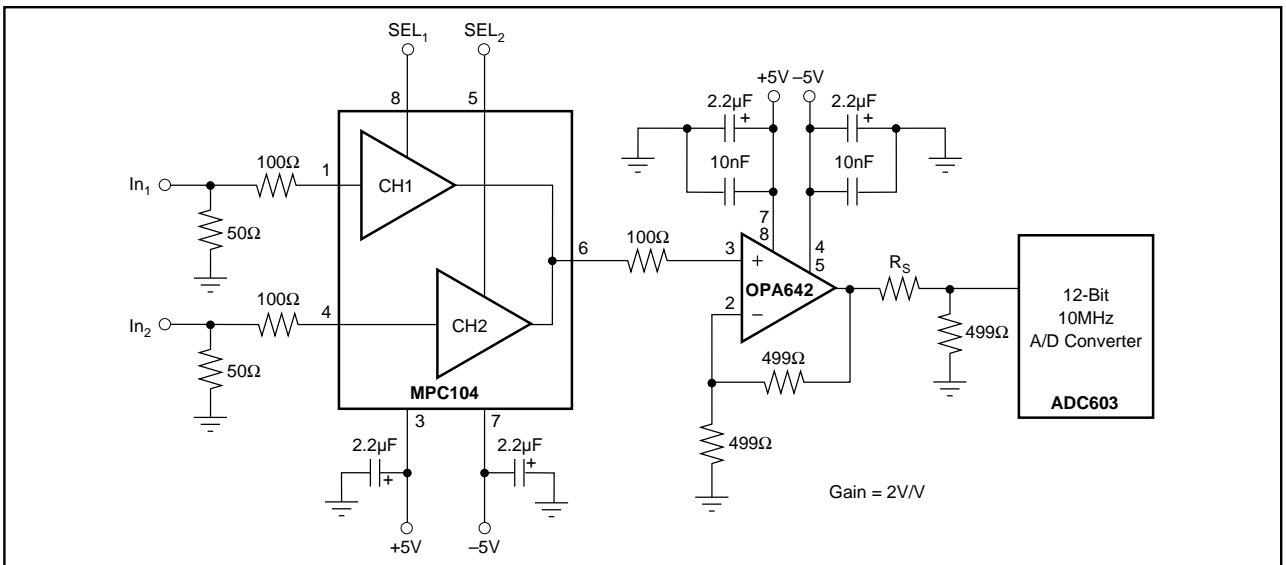 SEL₁
SEL₂
8
5
+5V
–5V
2.2µF
+
2.2µF
+
10nF
10nF
In₁
100Ω
1
CH1
50Ω
7
8
4
5
6
100Ω
3
+
OPA642
2
–
R_S
12-Bit
10MHz
A/D Converter
ADC603
499Ω
In₂
100Ω
4
CH2
50Ω
499Ω
MPC104
3
7
499Ω
2.2µF
+
2.2µF
+
Gain = 2V/V
+5V
–5V